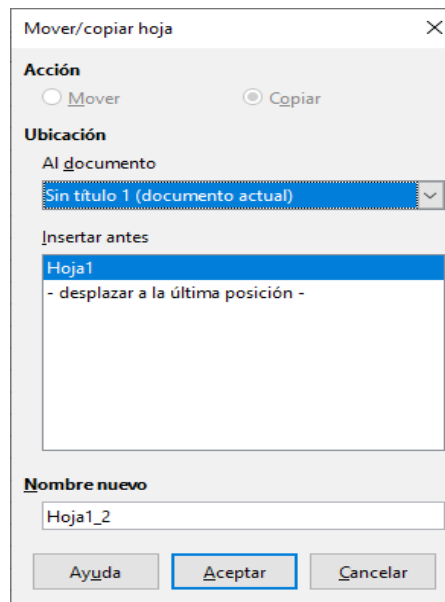 Mover/copiar hoja
Acción
Mover Copiar
Ubicación
Al documento
Sin título 1 (documento actual)
Insertar antes
Hoja1
- desplazar a la última posición -
Nombre nuevo
Hoja1_2
Ayuda Aceptar Cancelar